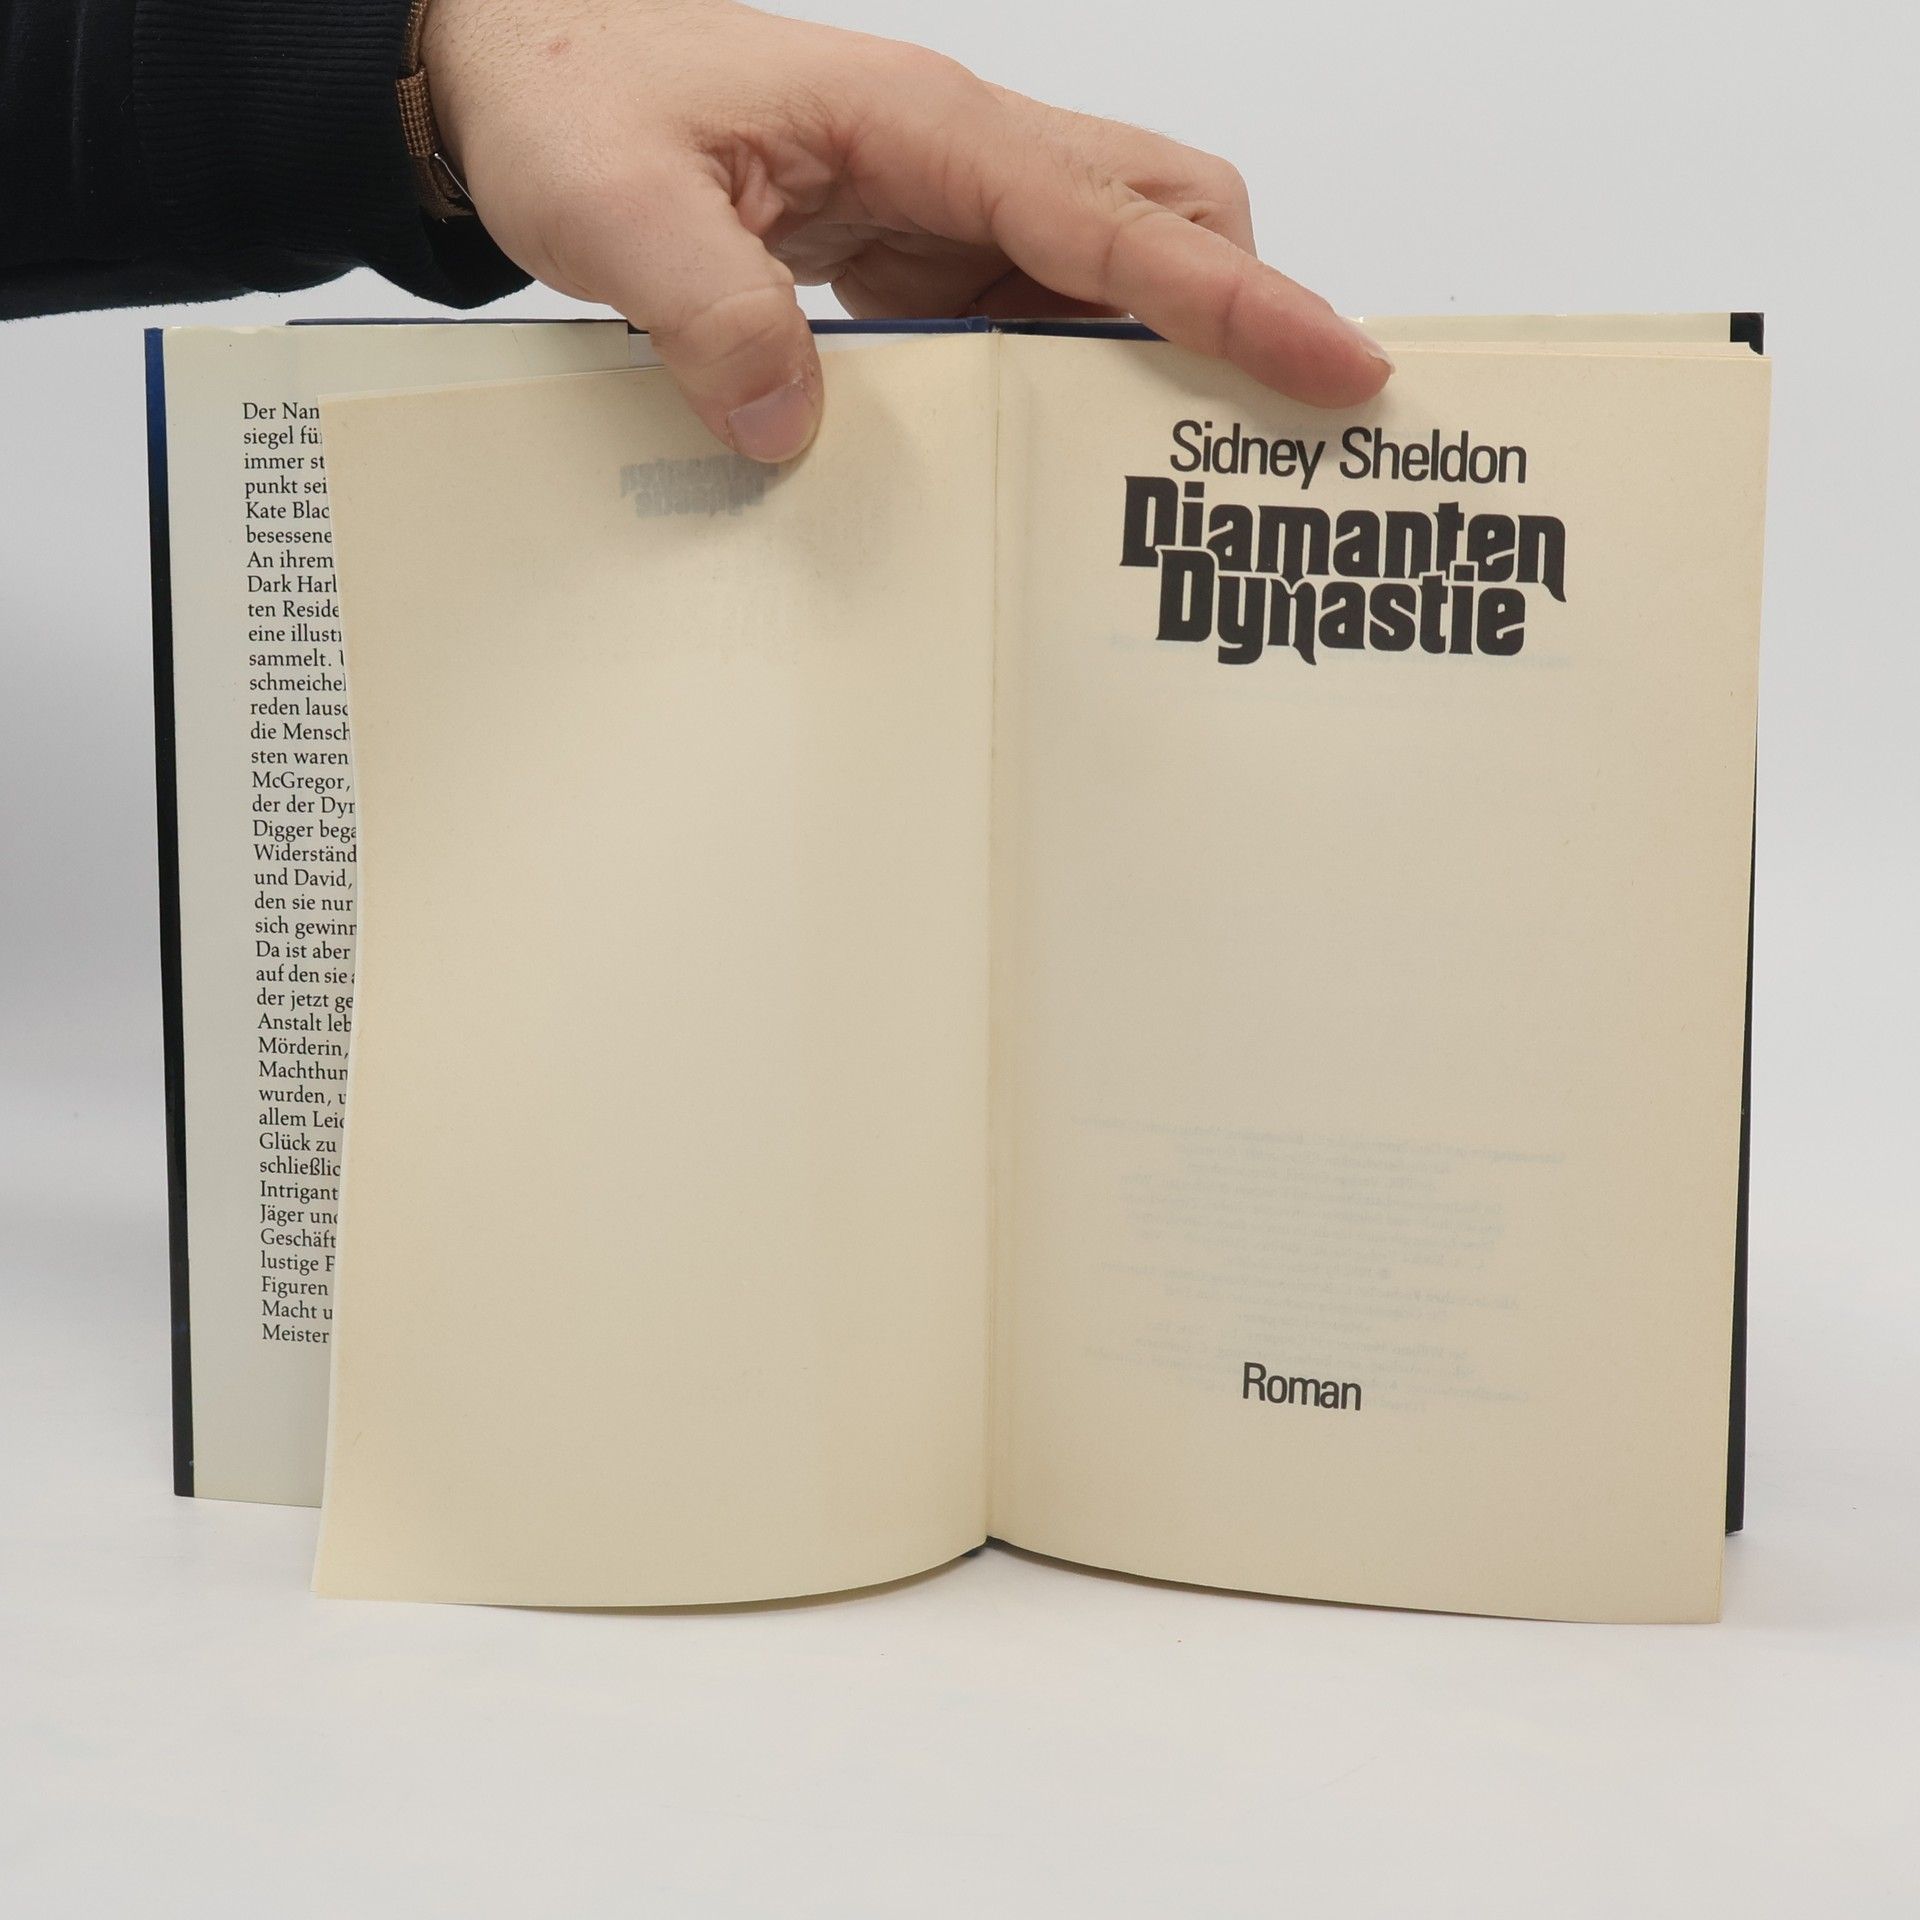 Der Nan
siegel fü
immer st
punkt sei
Kate Blac
besessene
An ihrem
Dark Harb
ten Reside
eine illustr
sammelt. U
schmeichel
reden lausc
die Mensch
sten waren
McGregor,
der der Dyn
Digger bega
Widerständ
und David,
den sie nur
sich gewinn
Da ist aber
auf den sie a
der jetzt ge
Anstalt leb
Mörderin,
Machthun
wurden, u
allem Leid
Glück zu
schließlic
Intrigant
Jäger und
Geschäft
lustige F
Figuren
Macht u
Meister
Sidney Sheldon
Diamanten
Dynastie
Roman